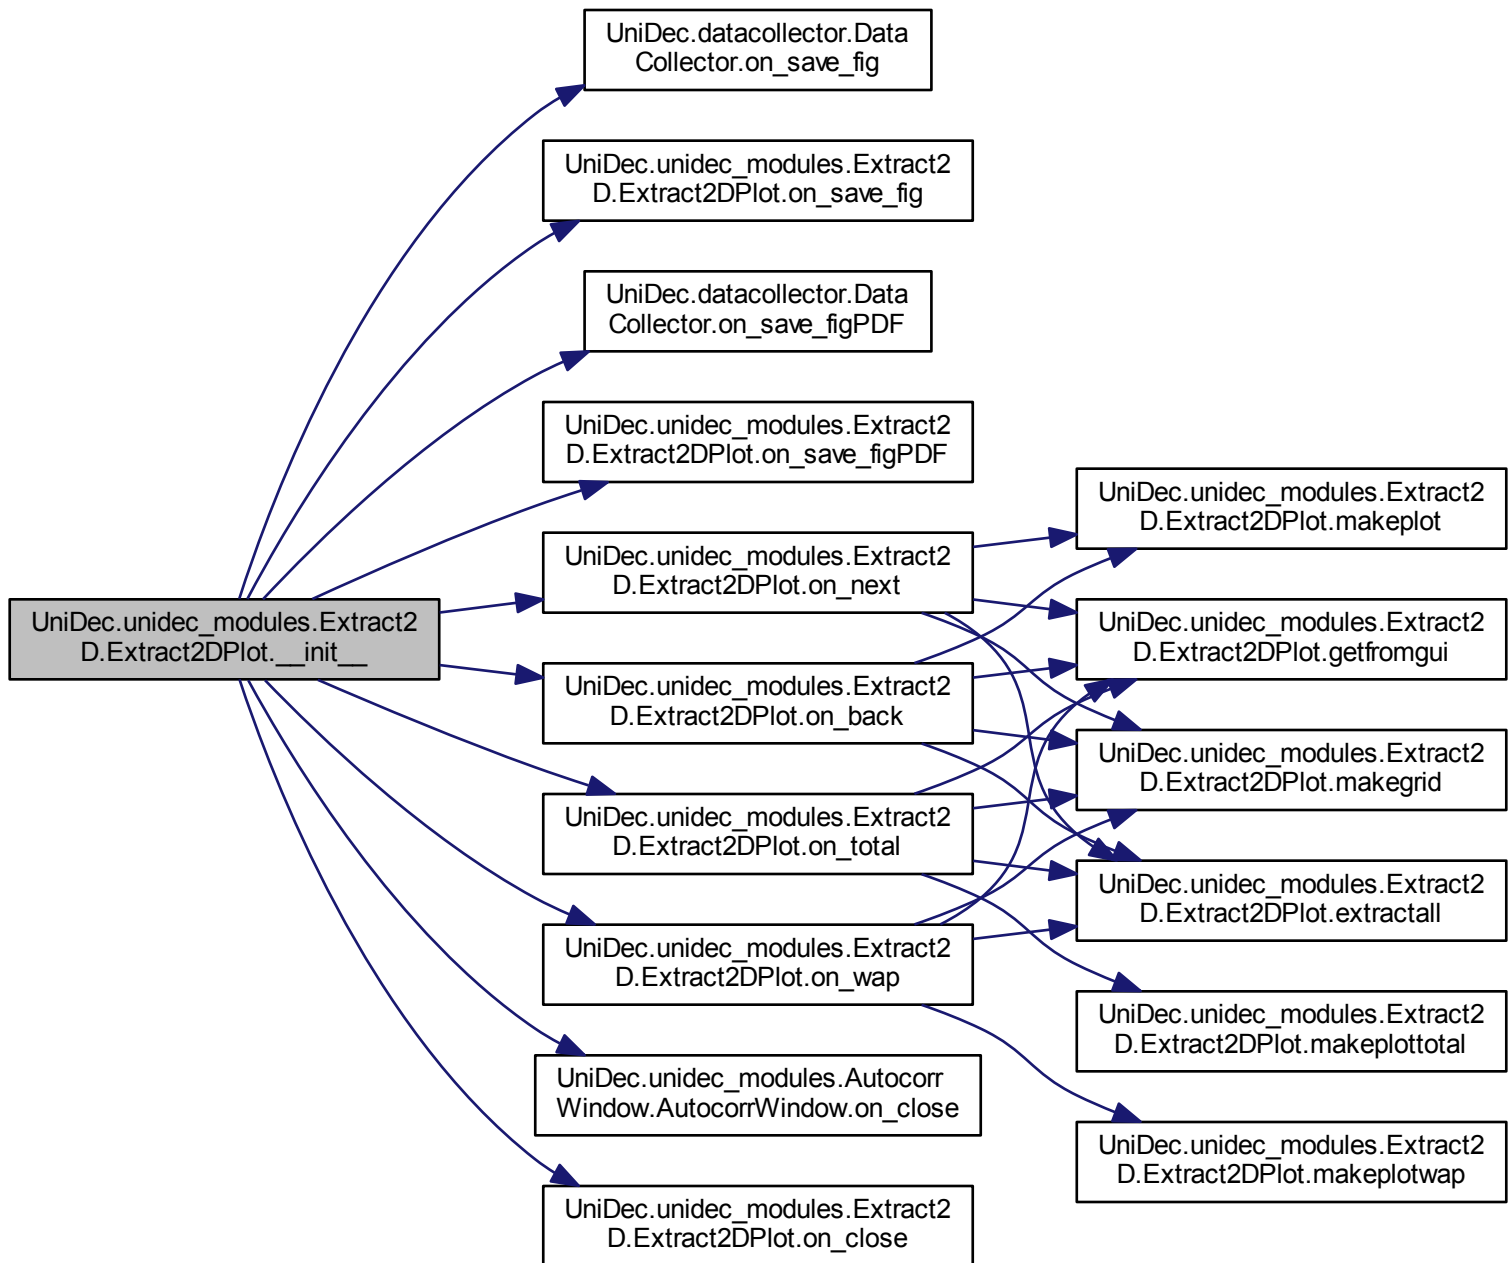 UniDec.datacollector.Data
Collector.on_save_fig
UniDec.unidec_modules.Extract2
D.Extract2DPlot.on_save_fig
UniDec.datacollector.Data
Collector.on_save_figPDF
UniDec.unidec_modules.Extract2
D.Extract2DPlot.on_save_figPDF
UniDec.unidec_modules.Extract2
D.Extract2DPlot.__init__
UniDec.unidec_modules.Extract2
D.Extract2DPlot.on_next
UniDec.unidec_modules.Extract2
D.Extract2DPlot.on_back
UniDec.unidec_modules.Extract2
D.Extract2DPlot.on_total
UniDec.unidec_modules.Extract2
D.Extract2DPlot.on_wap
UniDec.unidec_modules.Autocorr
Window.AutocorrWindow.on_close
UniDec.unidec_modules.Extract2
D.Extract2DPlot.on_close
UniDec.unidec_modules.Extract2
D.Extract2DPlot.makeplot
UniDec.unidec_modules.Extract2
D.Extract2DPlot.getfromgui
UniDec.unidec_modules.Extract2
D.Extract2DPlot.makegrid
UniDec.unidec_modules.Extract2
D.Extract2DPlot.extractall
UniDec.unidec_modules.Extract2
D.Extract2DPlot.makeplottotal
UniDec.unidec_modules.Extract2
D.Extract2DPlot.makeplotwap